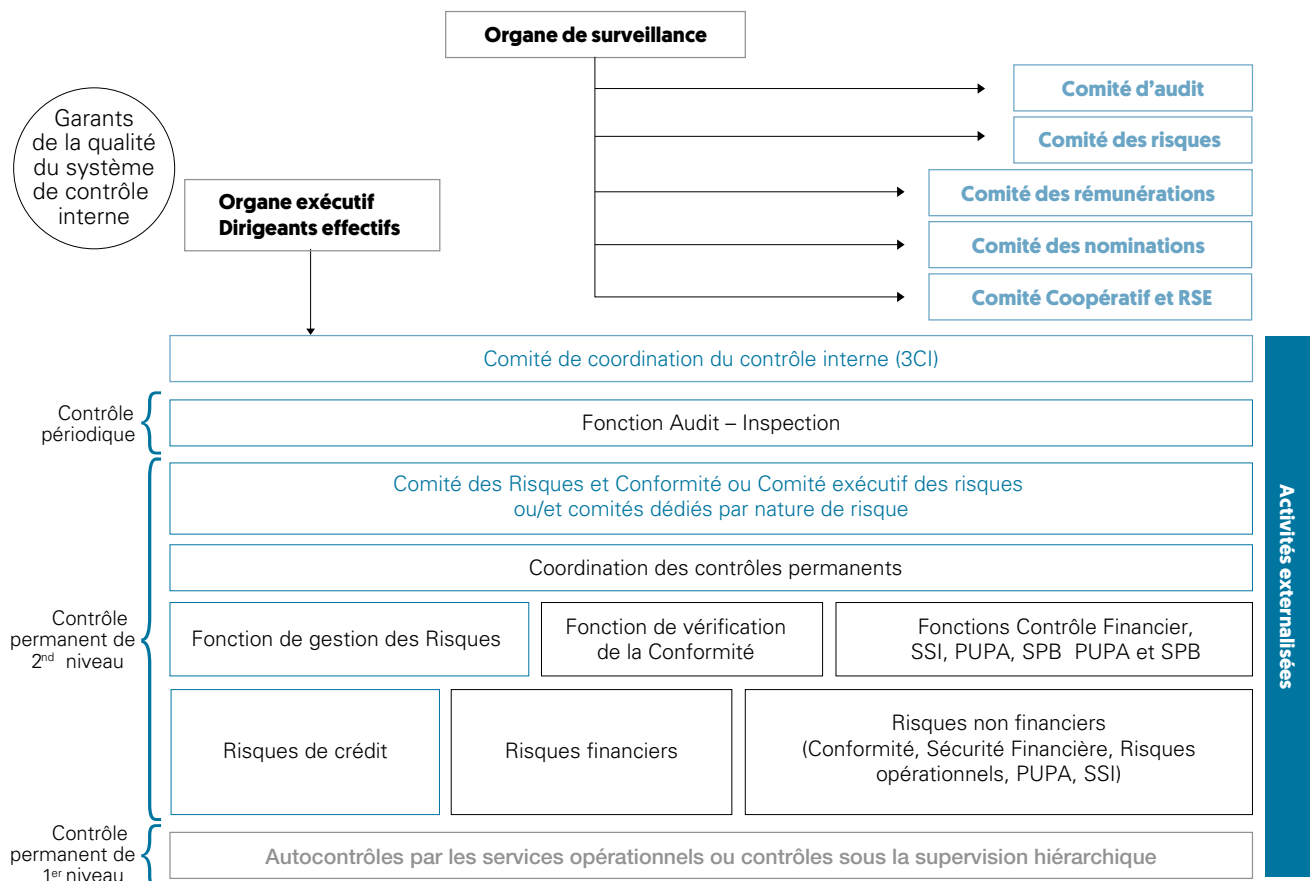 Organe de surveillance
Comité d'audit
Comité des risques
Comité des rémunérations
Comité des nominations
Comité Coopératif et RSE
Garants
de la qualité
du système
de contrôle
interne
Organe exécutif
Dirigeants effectifs
Comité de coordination du contrôle interne (3CI)
Contrôle
périodique
Fonction Audit – Inspection
Contrôle
permanent de
2nd niveau
Comité des Risques et Conformité ou Comité exécutif des risques
ou/et comités dédiés par nature de risque
Coordination des contrôles permanents
Fonction de gestion des Risques
Fonction de vérification
de la Conformité
Fonctions Contrôle Financier,
SSI, PUPA, SPB PUPA et SPB
Risques de crédit
Risques financiers
Risques non financiers
(Conformité, Sécurité Financière, Risques
opérationnels, PUPA, SSI)
Contrôle
permanent de
1er niveau
Autocontrôles par les services opérationnels ou contrôles sous la supervision hiérarchique
Activités externalisées